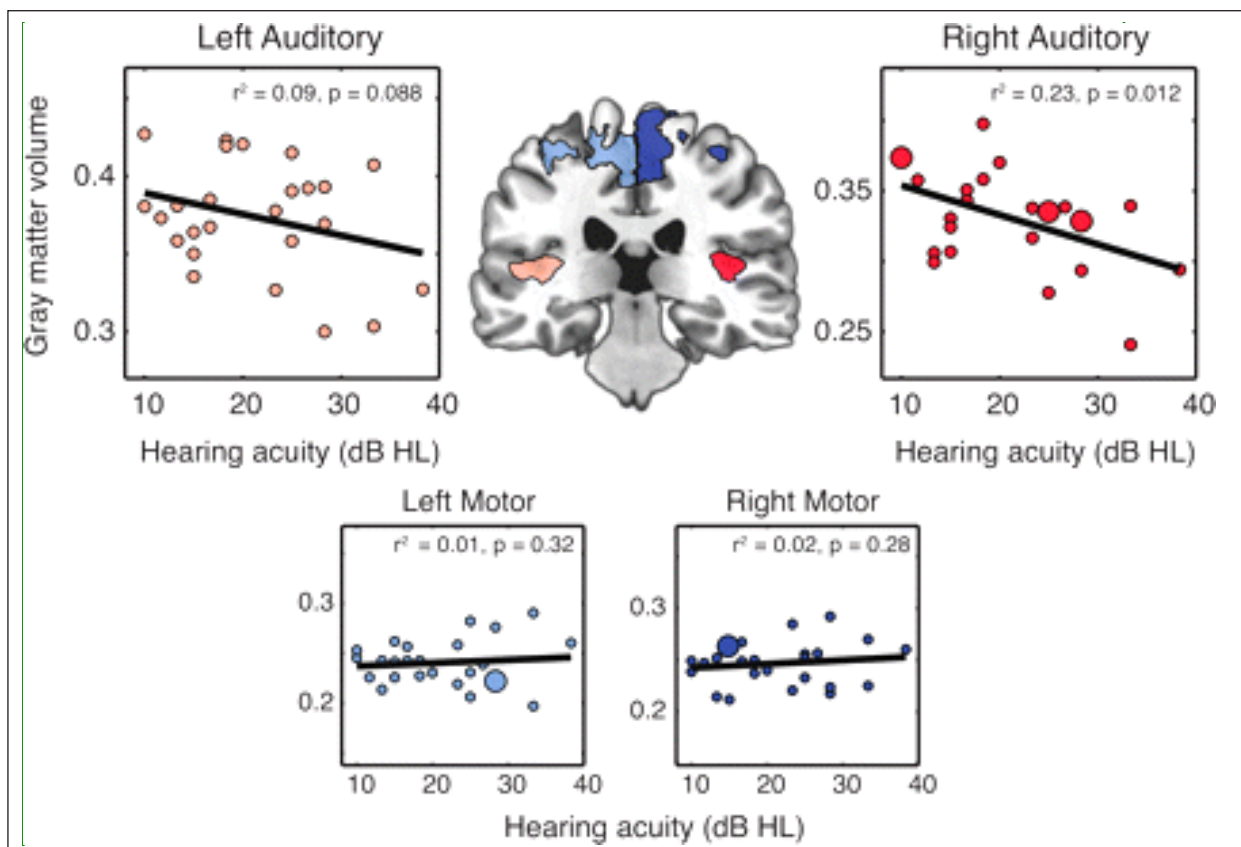 Left Auditory
r² = 0.09, p = 0.088
Gray matter volume
0.4
0.3
10 20 30 40
Hearing acuity (dB HL)
Right Auditory
r² = 0.23, p = 0.012
0.35
0.25
10 20 30 40
Hearing acuity (dB HL)
Left Motor
r² = 0.01, p = 0.32
0.3
0.2
10 20 30 40
Right Motor
r² = 0.02, p = 0.28
0.3
0.2
10 20 30 40
Hearing acuity (dB HL)